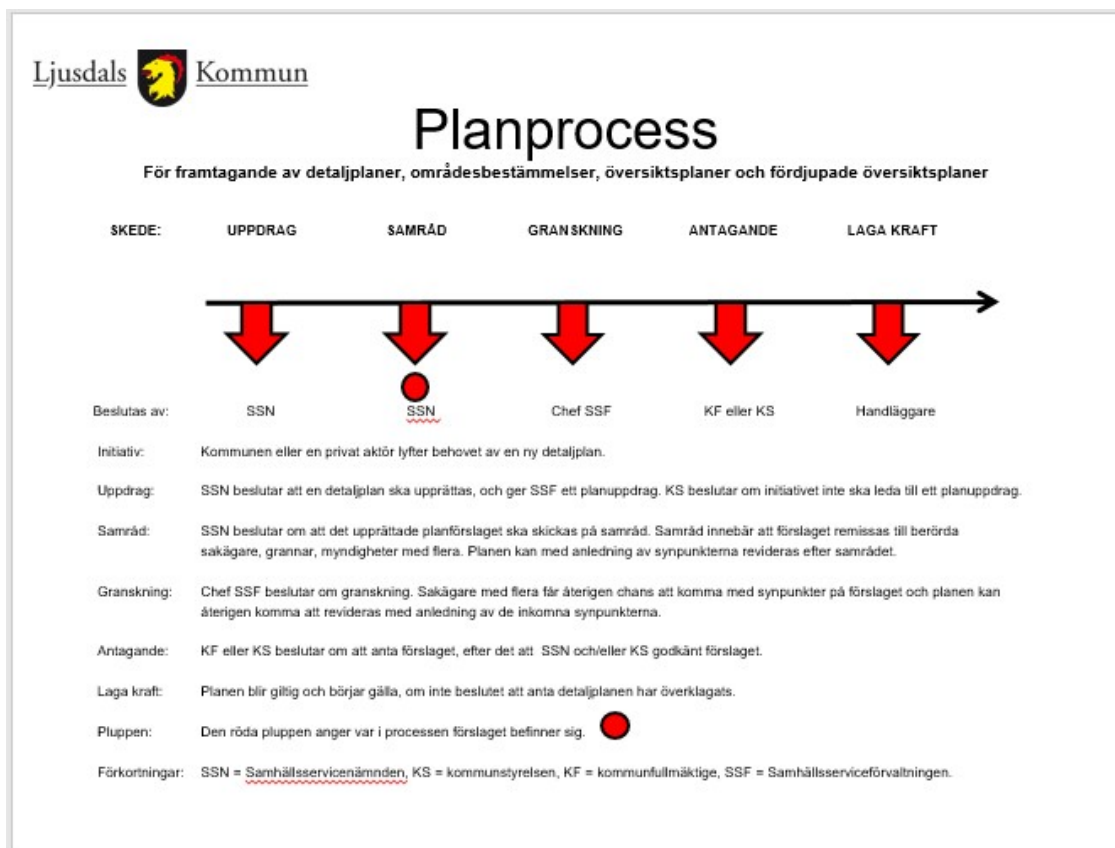 Ljusdals Kommun
Planprocess
För framtagande av detaljplaner, områdesbestämmelser, översiktsplaner och fördjupade översiktsplaner
SKEDE: UPPDRAG SAMRÅD GRANSKNING ANTAGANDE LAGA KRAFT
Beslutas av: SSN SSN Chef SSF KF eller KS Handläggare
Initiativ: Kommunen eller en privat aktör lyfter behovet av en ny detaljplan.
Uppdrag: SSN beslutar att en detaljplan ska upprättas, och ger SSF ett planuppdrag. KS beslutar om initiativet inte ska leda till ett planuppdrag.
Samråd: SSN beslutar om att det upprättade planförslaget ska skickas på samråd. Samråd innebär att förslaget remissas till berörda
sakägare, grannar, myndigheter med flera. Planen kan med anledning av synpunkterna revideras efter samrådet.
Granskning: Chef SSF beslutar om granskning. Sakägare med flera får återigen chans att komma med synpunkter på förslaget och planen kan
återigen komma att revideras med anledning av de inkomna synpunkterna.
Antagande: KF eller KS beslutar om att anta förslaget, efter det att SSN och/eller KS godkänt förslaget.
Laga kraft: Planen blir giltig och börjar gälla, om inte beslutet att anta detaljplanen har överklagats.
Pluppen: Den röda pluppen anger var i processen förslaget befinner sig.
Förkortningar: SSN = Samhällsservicenämnden, KS = kommunstyrelsen, KF = kommunfullmäktige, SSF = Samhällsserviceförvaltningen.